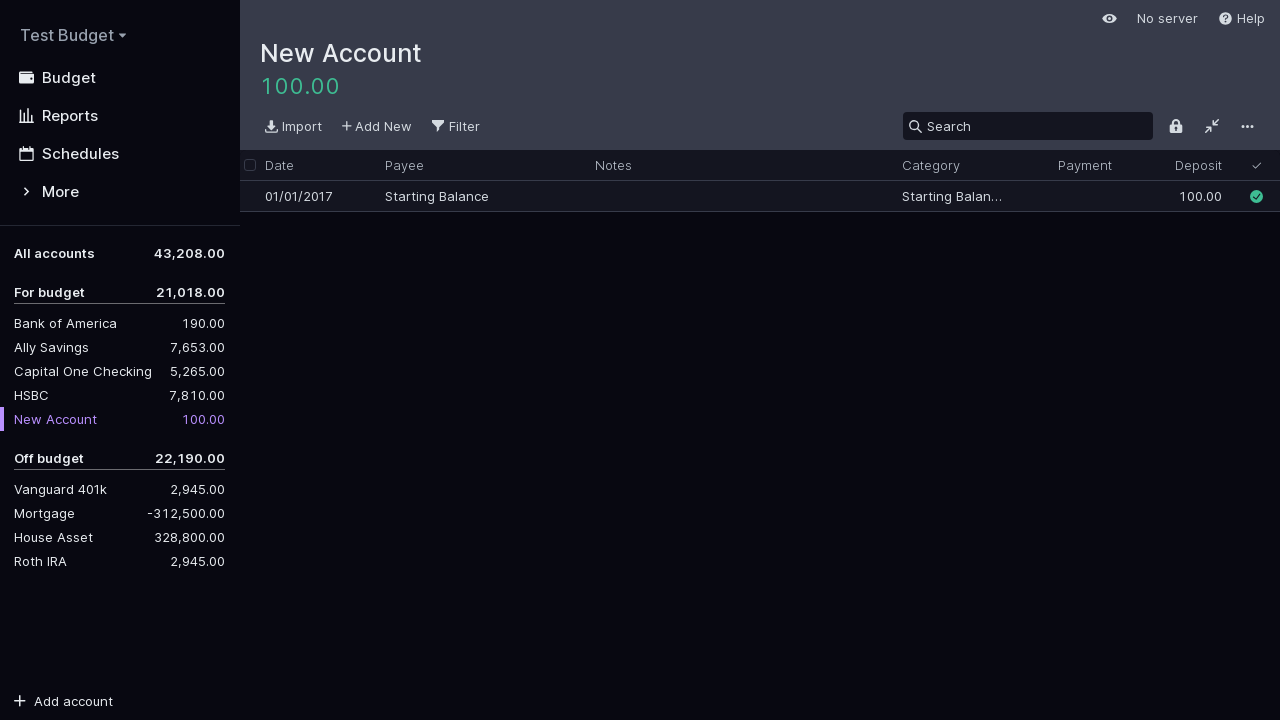 Test Budget
Budget
Reports
Schedules
More
All accounts 43,208.00
For budget 21,018.00
Bank of America 190.00
Ally Savings 7,653.00
Capital One Checking 5,265.00
HSBC 7,810.00
New Account 100.00
Off budget 22,190.00
Vanguard 401k 2,945.00
Mortgage -312,500.00
House Asset 328,800.00
Roth IRA 2,945.00
Add account
No server Help
New Account
100.00
Import Add New Filter Search
Date Payee Notes Category Payment Deposit
01/01/2017 Starting Balance Starting Balan… 100.00